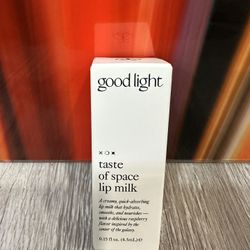 good light
taste
of space
lip milk
A creamy, quick-absorbing
lip milk that hydrates,
smooths, and nourishes —
with a delicious raspberry
flavor inspired by the
center of the galaxy.
0.15 fl oz. (4.5mL)℮